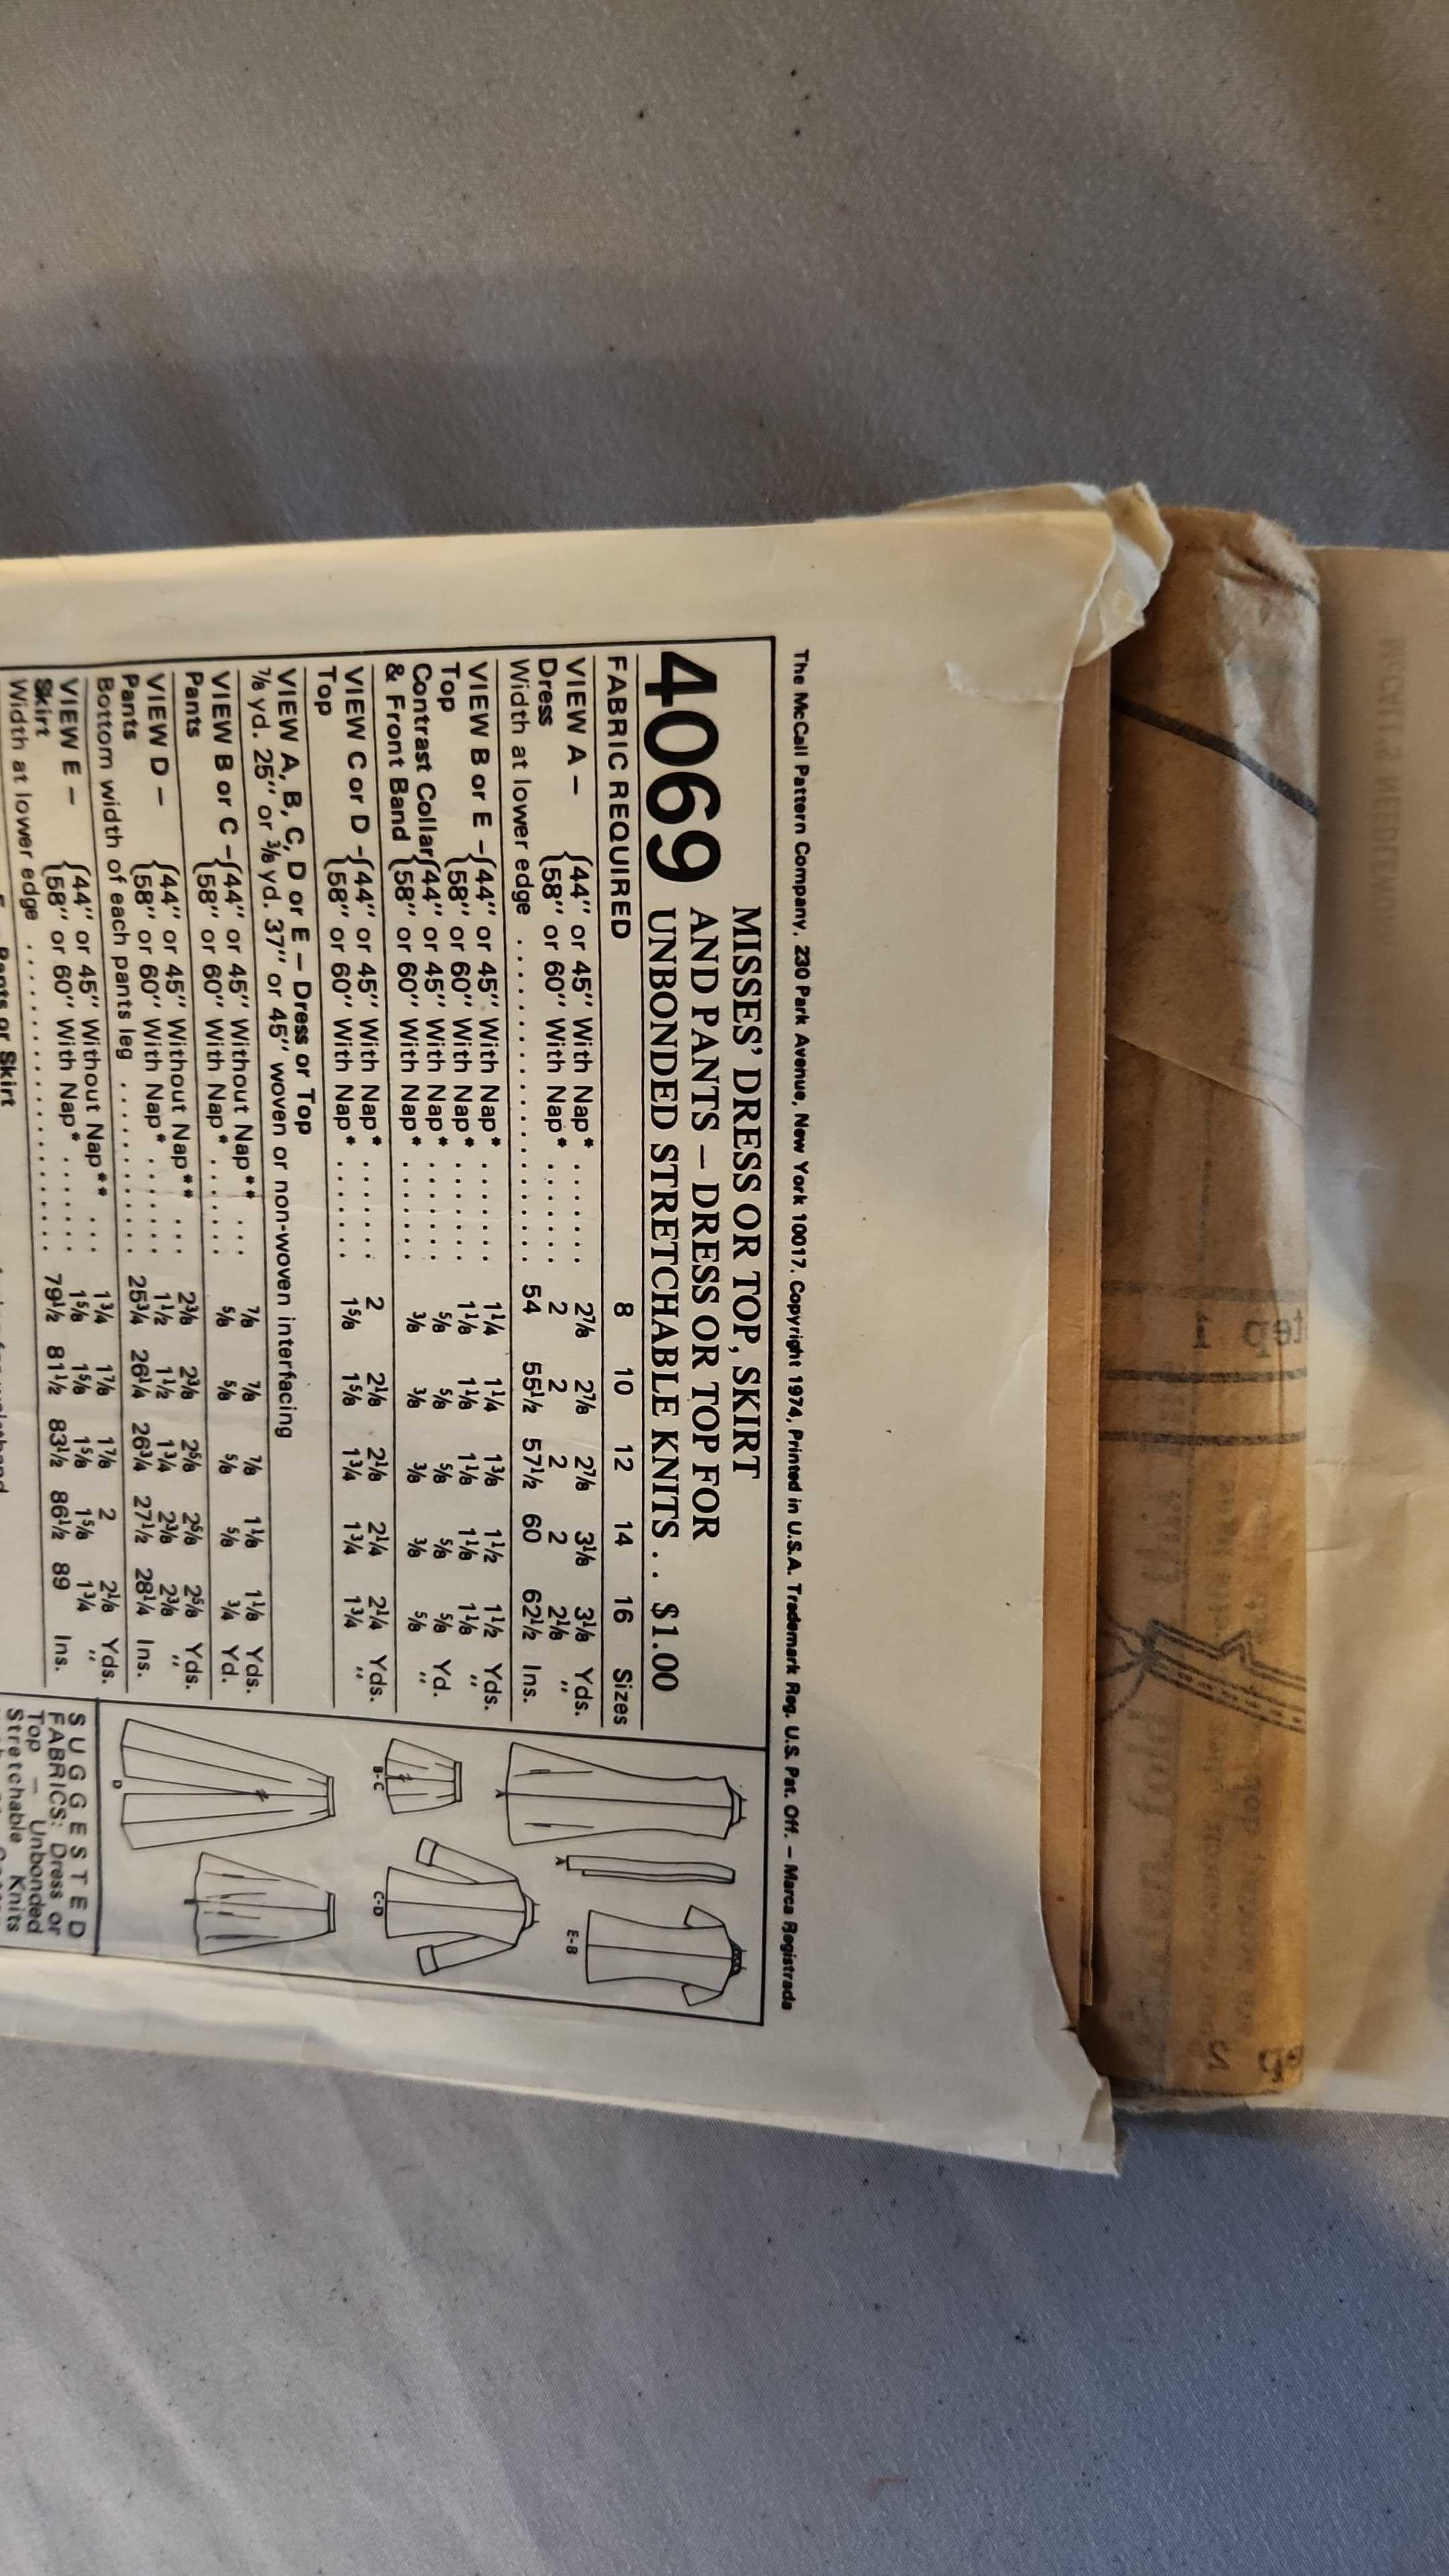 The McCall Pattern Company, 230 Park Avenue, New York 10017. Copyright 1974, Printed in U.S.A. Trademark Reg. U.S. Pat. Off. – Marca Registrada
4069 MISSES' DRESS OR TOP, SKIRT
AND PANTS – DRESS OR TOP FOR
UNBONDED STRETCHABLE KNITS . . $1.00
FABRIC REQUIRED 8 10 12 14 16 Sizes
VIEW A – {44" or 45" With Nap* . . . . . . . 2⅞ 2⅞ 2⅞ 3⅛ 3⅛ Yds.
Dress {58" or 60" With Nap* . . . . . . . 2 2 2 2 2⅛ "
Width at lower edge . . . . . . . . . . . . . . . . . . . . . 54 55½ 57½ 60 62½ Ins.
VIEW B or E –{44" or 45" With Nap* . . . . . . . 1¼ 1¼ 1⅜ 1½ 1½ Yds.
Top {58" or 60" With Nap* . . . . . . . 1⅛ 1⅛ 1⅛ 1⅛ 1⅛ "
Contrast Collar{44" or 45" With Nap* . . . . . . . ⅝ ⅝ ⅝ ⅝ ⅝ Yd.
& Front Band {58" or 60" With Nap* . . . . . . . ⅜ ⅜ ⅜ ⅜ ⅝ "
VIEW C or D –{44" or 45" With Nap* . . . . . . . 2 2⅛ 2⅛ 2¼ 2¼ Yds.
Top {58" or 60" With Nap* . . . . . . . 1⅝ 1⅝ 1¾ 1¾ 1¾ "
VIEW A, B, C, D or E – Dress or Top
⅞ yd. 25" or ⅜ yd. 37" or 45" woven or non-woven interfacing
VIEW B or C –{44" or 45" Without Nap** . . . ⅞ ⅞ ⅞ 1⅛ 1⅛ Yds.
Pants {58" or 60" With Nap* . . . . . . . ⅝ ⅝ ⅝ ⅝ ¾ Yd.
VIEW D – {44" or 45" Without Nap** . . . 2⅜ 2⅜ 2⅝ 2⅝ 2⅝ Yds.
Pants {58" or 60" With Nap* . . . . . . . 1½ 1½ 1¾ 2⅜ 2⅜ "
Bottom width of each pants leg . . . . . . . . . . . . . 25¾ 26¼ 26¾ 27½ 28¼ Ins.
VIEW E – {44" or 45" Without Nap** . . . 1¾ 1⅞ 1⅞ 2 2⅛ Yds.
Skirt {58" or 60" With Nap* . . . . . . . 1⅝ 1⅝ 1⅝ 1⅝ 1¾ "
Width at lower edge . . . . . . . . . . . . . . . . . . . . . 79½ 81½ 83½ 86½ 89 Ins.
Pants or Skirt
A
A
E-B
B-C
C-D
D
SUGGESTED
FABRICS: Dress or
Top – Unbonded
Stretchable Knits